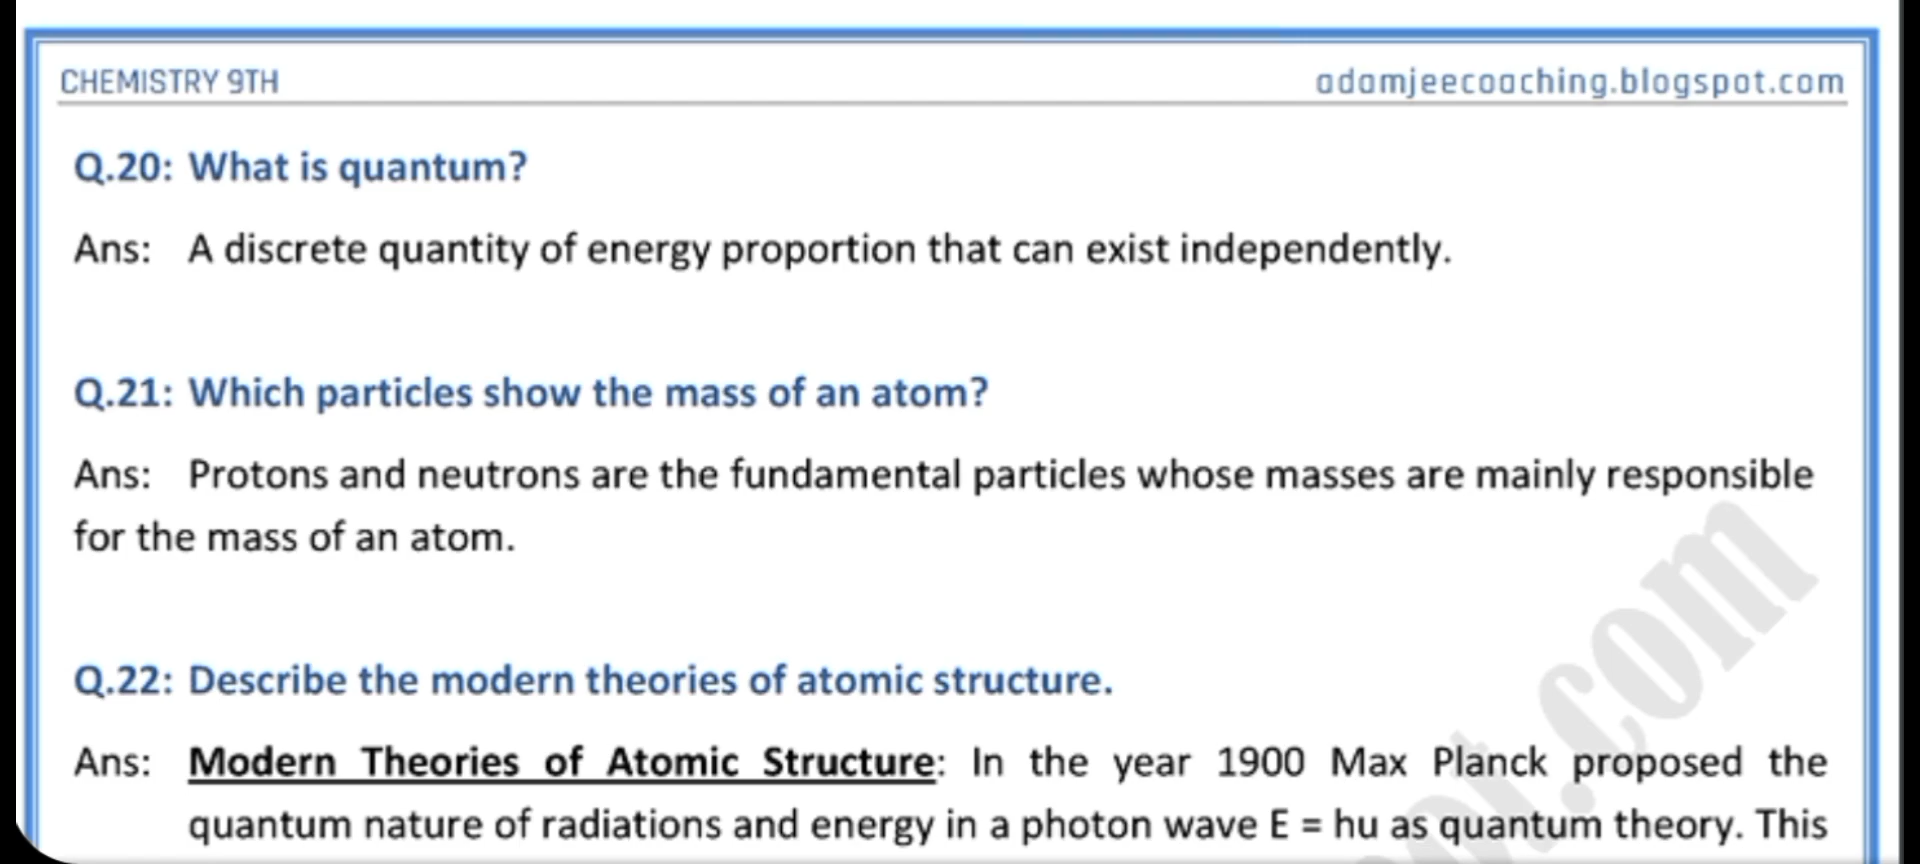 CHEMISTRY 9TH adamjeecoaching.blogspot.com
Q.20: What is quantum?
Ans: A discrete quantity of energy proportion that can exist independently.
Q.21: Which particles show the mass of an atom?
Ans: Protons and neutrons are the fundamental particles whose masses are mainly responsible
for the mass of an atom.
Q.22: Describe the modern theories of atomic structure.
Ans: Modern Theories of Atomic Structure: In the year 1900 Max Planck proposed the
quantum nature of radiations and energy in a photon wave E = hu as quantum theory. This
ot.com